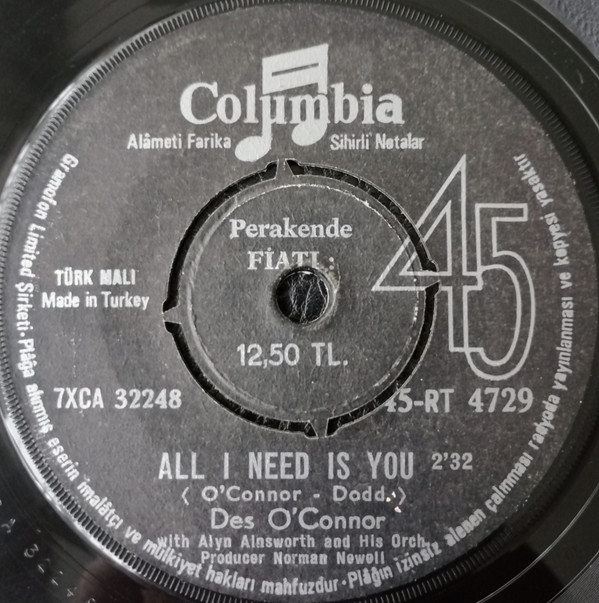 Columbia
Alâmeti Farika Sihirli Notalar
45
Perakende
FİATI :
12,50 TL.
TÜRK MALI
Made in Turkey
7XCA 32248
45-RT 4729
ALL I NEED IS YOU 2'32
( O'Connor - Dodd. )
Des O'Connor
with Alyn Ainsworth and His Orch.
Producer Norman Newell
Gramofon Limited Şirketi · Plâğa alınmış eserin imalâtçı ve mülkiyet hakları mahfuzdur · Plâğın izinsiz alenen çalınması radyoda yayınlanması ve kopyesi yasaktır